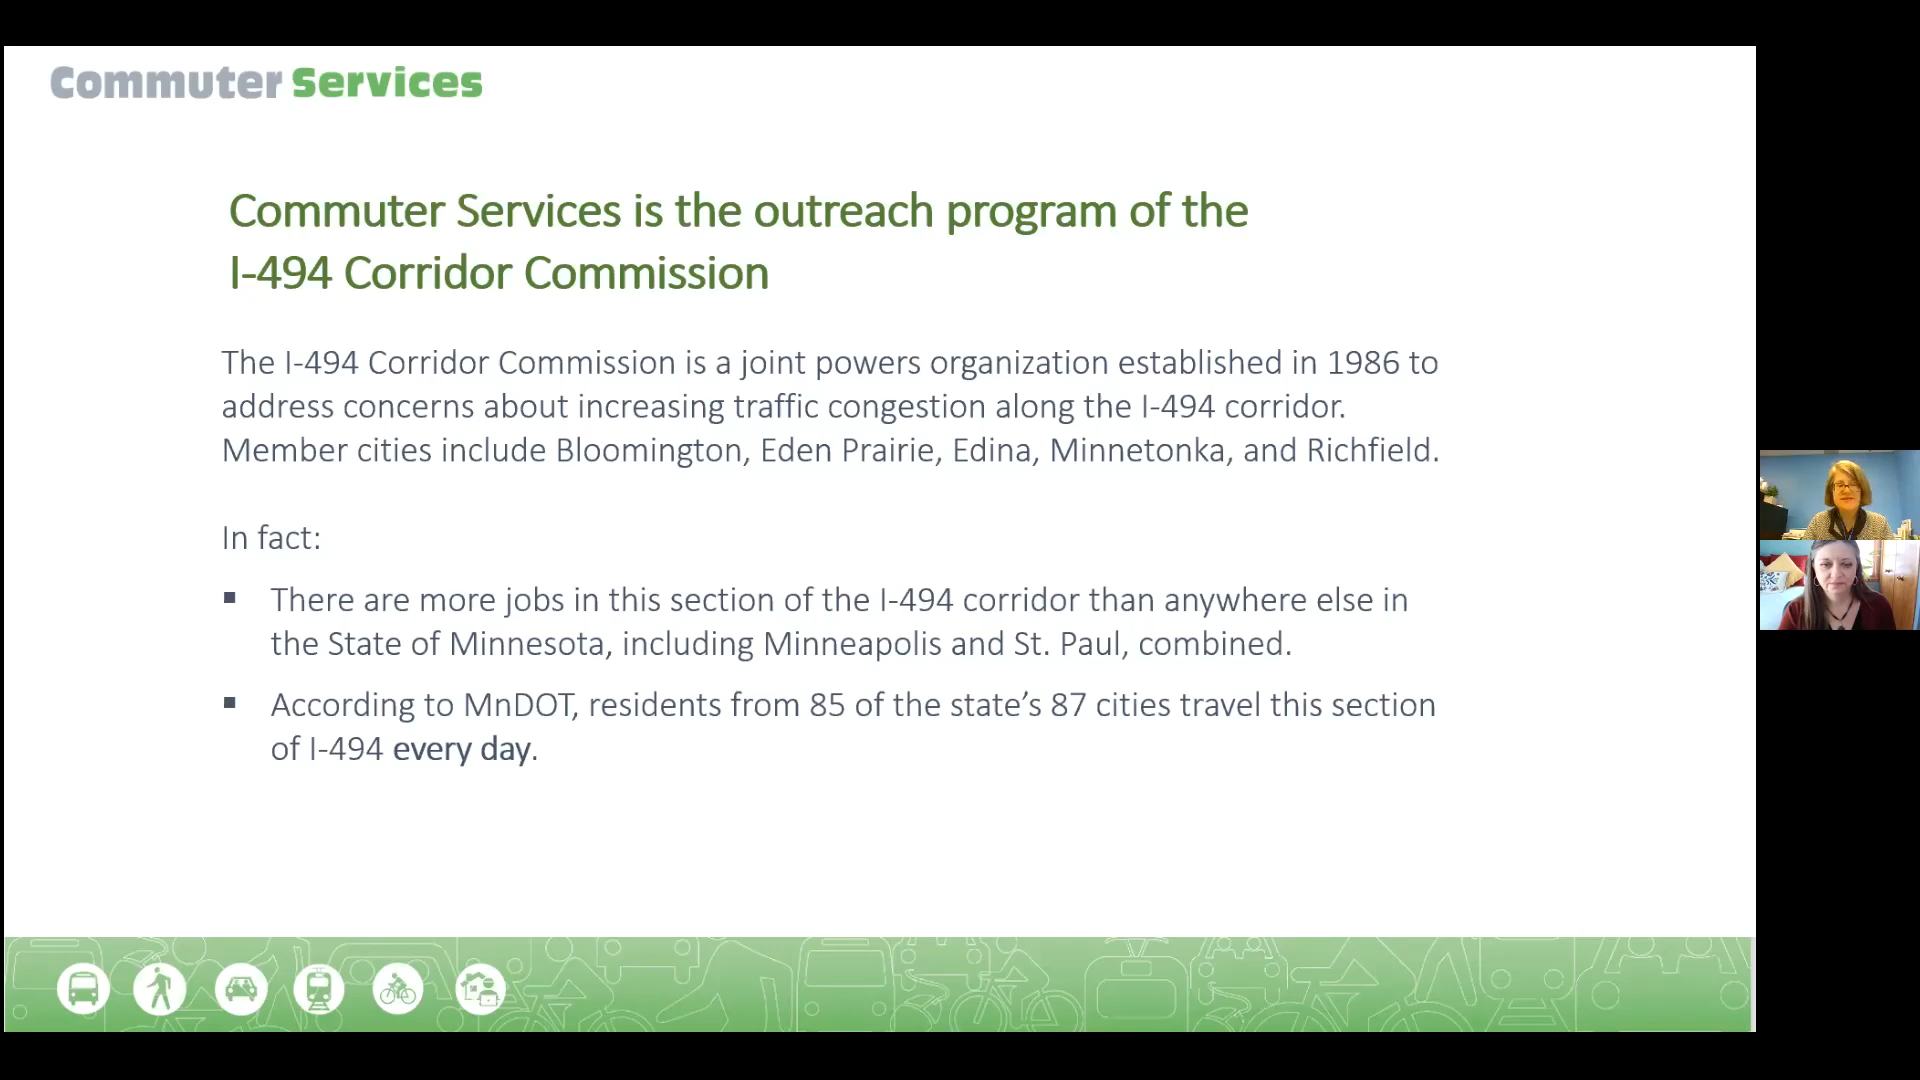 Commuter Services
Commuter Services is the outreach program of the
I-494 Corridor Commission
The I-494 Corridor Commission is a joint powers organization established in 1986 to
address concerns about increasing traffic congestion along the I-494 corridor.
Member cities include Bloomington, Eden Prairie, Edina, Minnetonka, and Richfield.
In fact:
▪ There are more jobs in this section of the I-494 corridor than anywhere else in
the State of Minnesota, including Minneapolis and St. Paul, combined.
▪ According to MnDOT, residents from 85 of the state’s 87 cities travel this section
of I-494 every day.